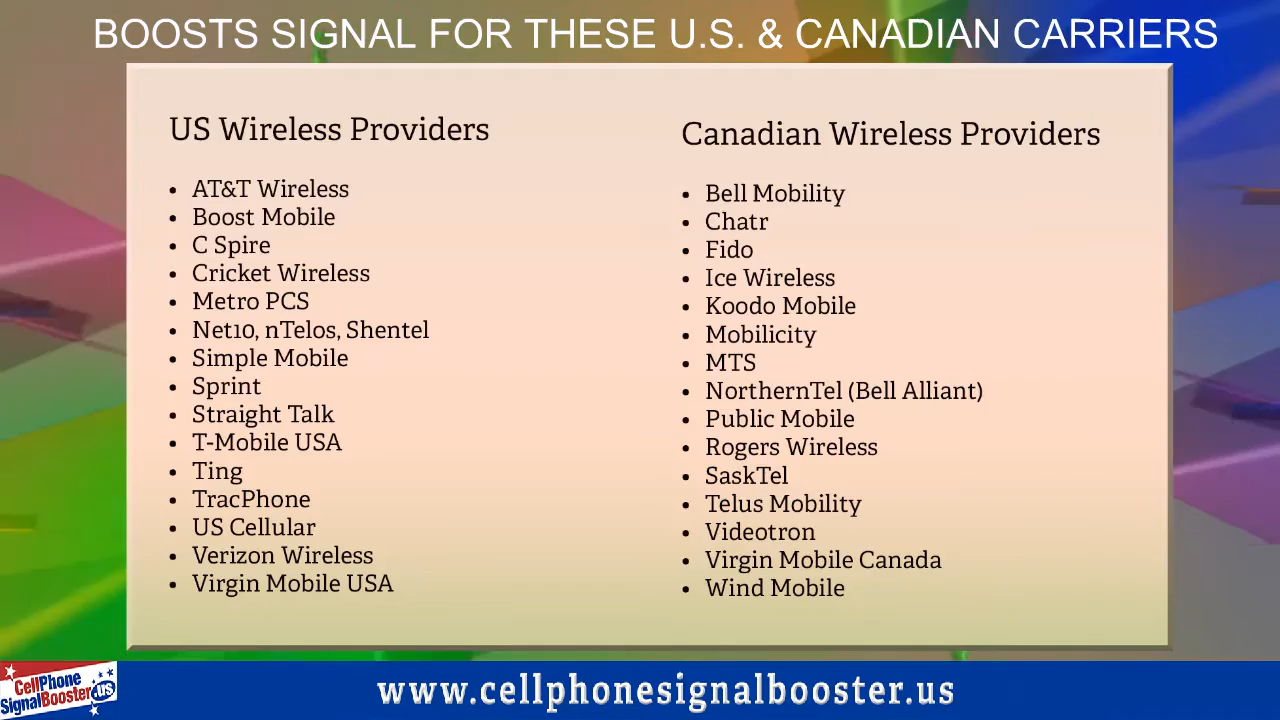 BOOSTS SIGNAL FOR THESE U.S. & CANADIAN CARRIERS
US Wireless Providers
• AT&T Wireless
• Boost Mobile
• C Spire
• Cricket Wireless
• Metro PCS
• Net10, nTelos, Shentel
• Simple Mobile
• Sprint
• Straight Talk
• T-Mobile USA
• Ting
• TracPhone
• US Cellular
• Verizon Wireless
• Virgin Mobile USA
Canadian Wireless Providers
• Bell Mobility
• Chatr
• Fido
• Ice Wireless
• Koodo Mobile
• Mobilicity
• MTS
• NorthernTel (Bell Alliant)
• Public Mobile
• Rogers Wireless
• SaskTel
• Telus Mobility
• Videotron
• Virgin Mobile Canada
• Wind Mobile
CellPhone
SignalBooster.us
www.cellphonesignalbooster.us